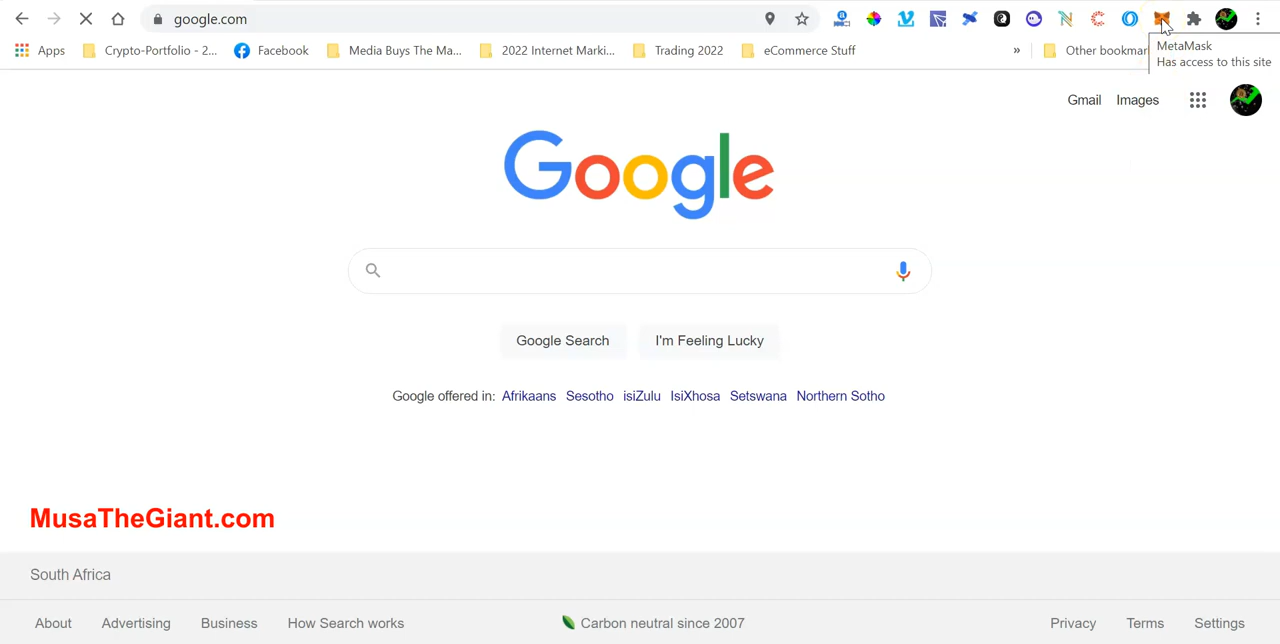 google.com
Apps Crypto-Portfolio - 2... Facebook Media Buys The Ma... 2022 Internet Marki... Trading 2022 eCommerce Stuff » Other bookmar
MetaMask
Has access to this site
Gmail Images
Google
Google Search I'm Feeling Lucky
Google offered in: Afrikaans Sesotho isiZulu IsiXhosa Setswana Northern Sotho
MusaTheGiant.com
South Africa
About Advertising Business How Search works Carbon neutral since 2007 Privacy Terms Settings